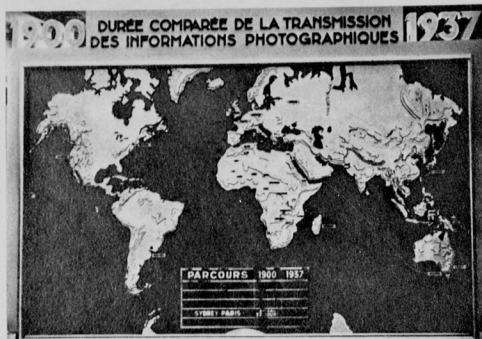 1900 DURÉE COMPARÉE DE LA TRANSMISSION 1937
DES INFORMATIONS PHOTOGRAPHIQUES
PARCOURS 1900 1937
SYDNEY PARIS